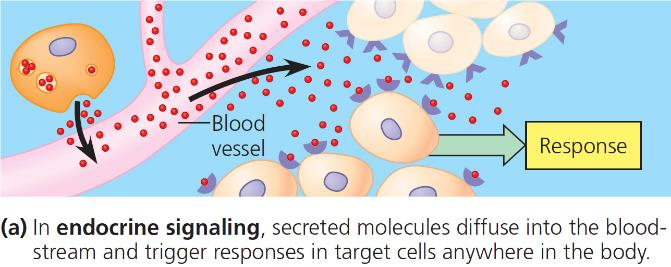 Blood
vessel
Response
(a) In endocrine signaling, secreted molecules diffuse into the blood-
stream and trigger responses in target cells anywhere in the body.